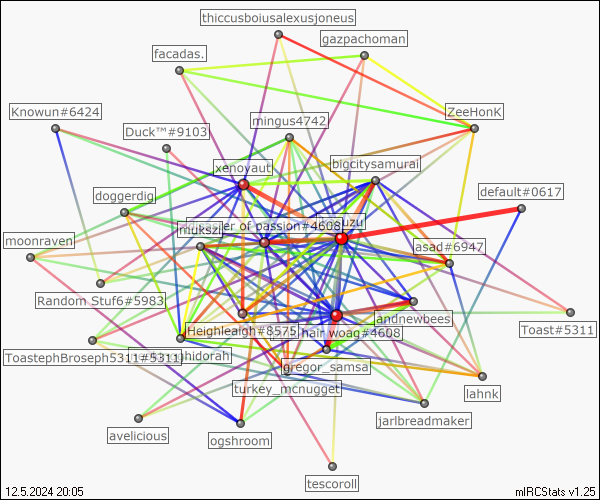 thiccusboiusalexusjoneus
gazpachoman
facadas.
Knowun#6424
ZeeHonK
mingus4742
Duck™#9103
bigcitysamurai
xenoyaut
default#0617
doggerdig
er of passion#4608
uzu
mukszi
moonraven
asad#6947
Random Stuf6#5983
andnewbees
Toast#5311
Heighleaigh#8575
hair woag#4608
ToastephBroseph5311#5311
hidorah
gregor_samsa
turkey_mcnugget
lahnk
jarlbreadmaker
avelicious
ogshroom
tescoroll
12.5.2024 20:05
mIRCStats v1.25